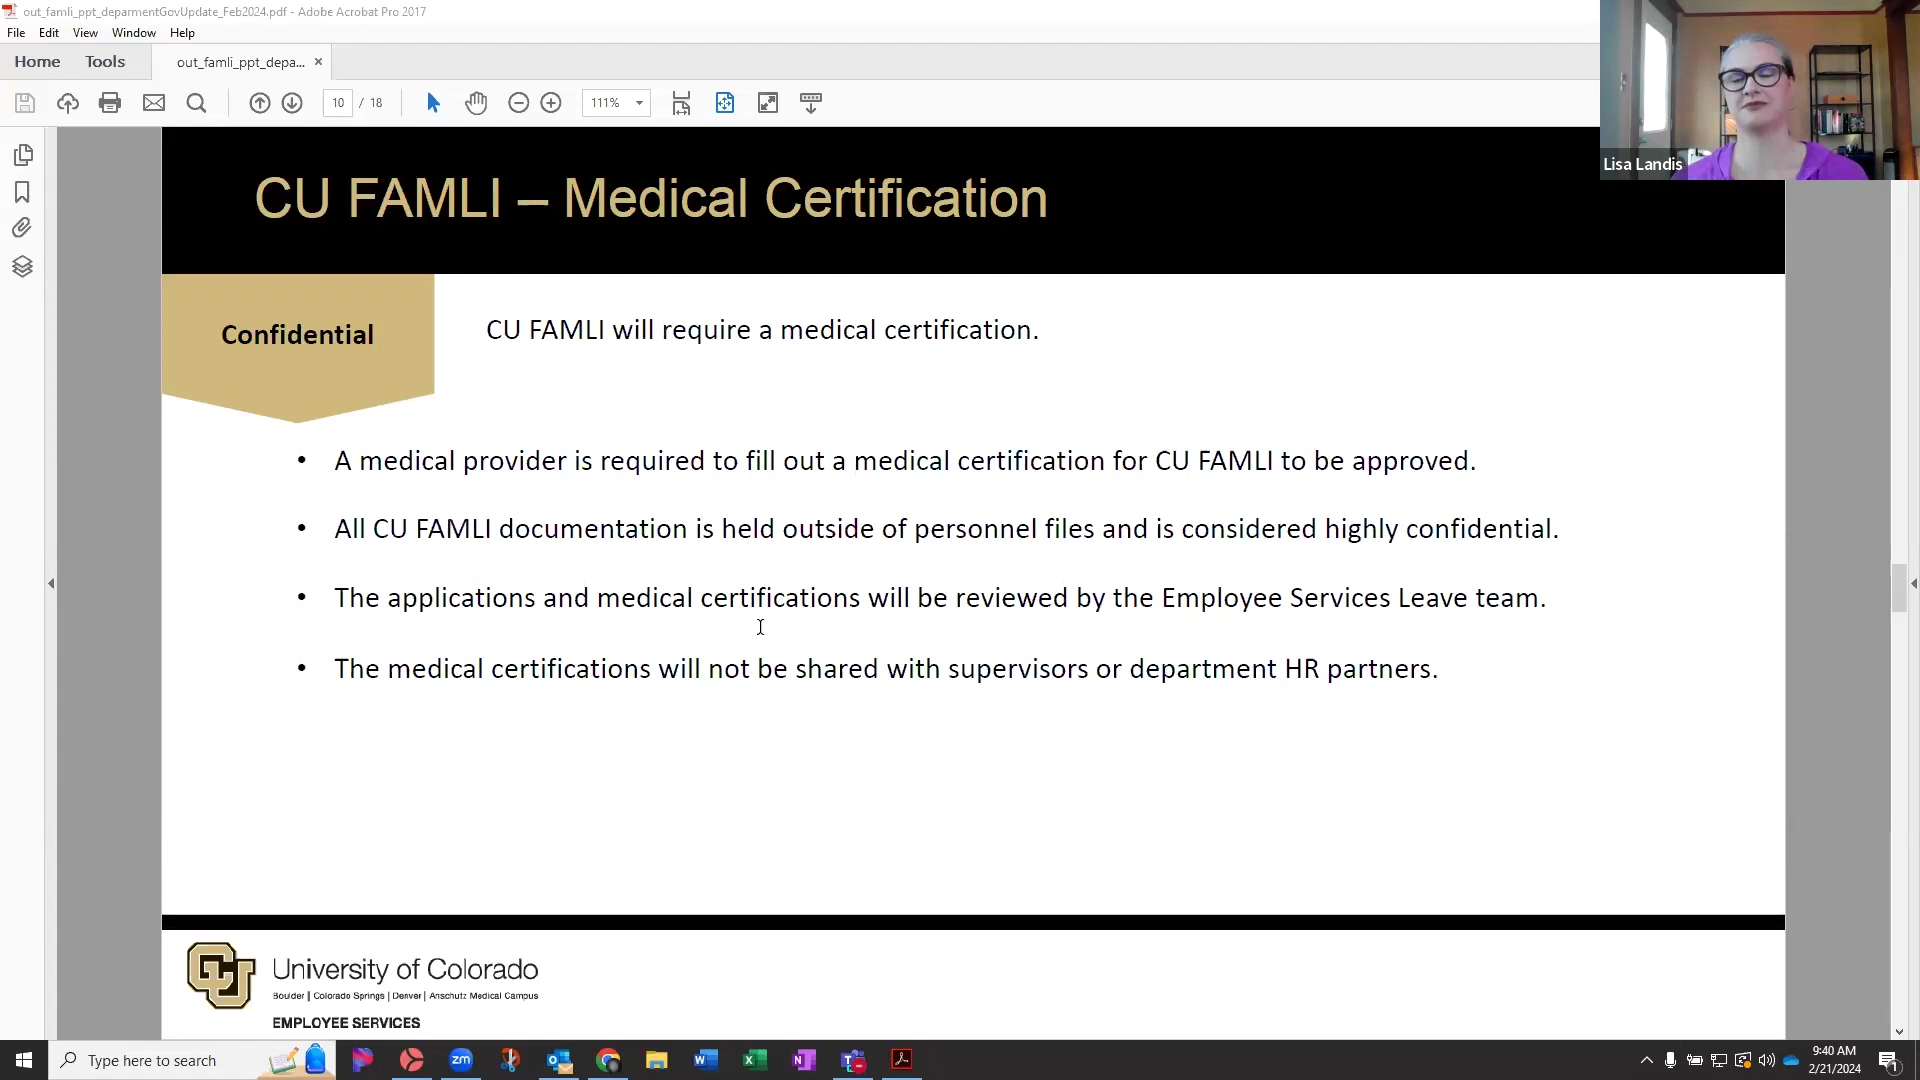 out_famli_ppt_deparmentGovUpdate_Feb2024.pdf - Adobe Acrobat Pro 2017
File Edit View Window Help
Home Tools out_famli_ppt_depa... ×
10 / 18 111%
Lisa Landis
CU FAMLI – Medical Certification
Confidential
CU FAMLI will require a medical certification.
• A medical provider is required to fill out a medical certification for CU FAMLI to be approved.
• All CU FAMLI documentation is held outside of personnel files and is considered highly confidential.
• The applications and medical certifications will be reviewed by the Employee Services Leave team.
• The medical certifications will not be shared with supervisors or department HR partners.
CU
University of Colorado
Boulder | Colorado Springs | Denver | Anschutz Medical Campus
EMPLOYEE SERVICES
Type here to search
zm
9:40 AM
2/21/2024
1